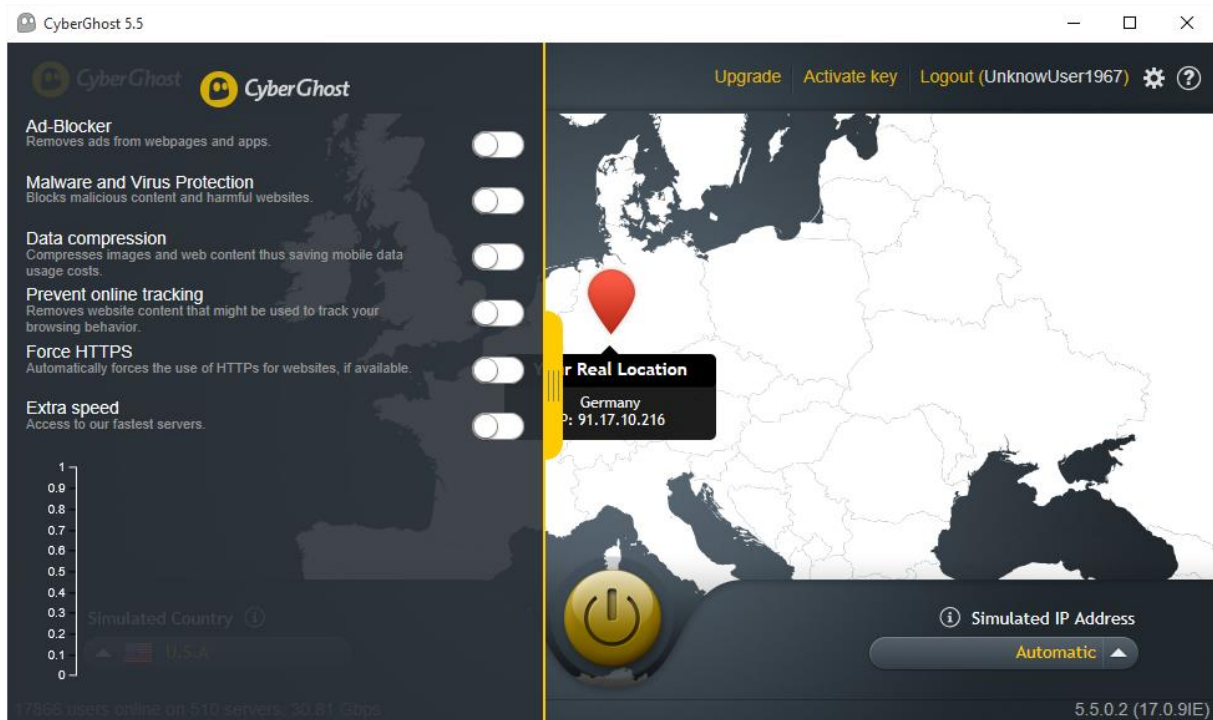 CyberGhost 5.5
CyberGhost
CyberGhost
Upgrade Activate key Logout (UnknowUser1967)
Ad-Blocker
Removes ads from webpages and apps.
Malware and Virus Protection
Blocks malicious content and harmful websites.
Data compression
Compresses images and web content thus saving mobile data
usage costs.
Prevent online tracking
Removes website content that might be used to track your
browsing behavior.
Force HTTPS
Automatically forces the use of HTTPs for websites, if available.
Extra speed
Access to our fastest servers.
r Real Location
Germany
P: 91.17.10.216
1
0.9
0.8
0.7
0.6
0.5
0.4
0.3
0.2
0.1
0
Simulated Country
U.S.A
Simulated IP Address
Automatic
17866 users online on 510 servers, 30.81 Gbps
5.5.0.2 (17.0.9IE)